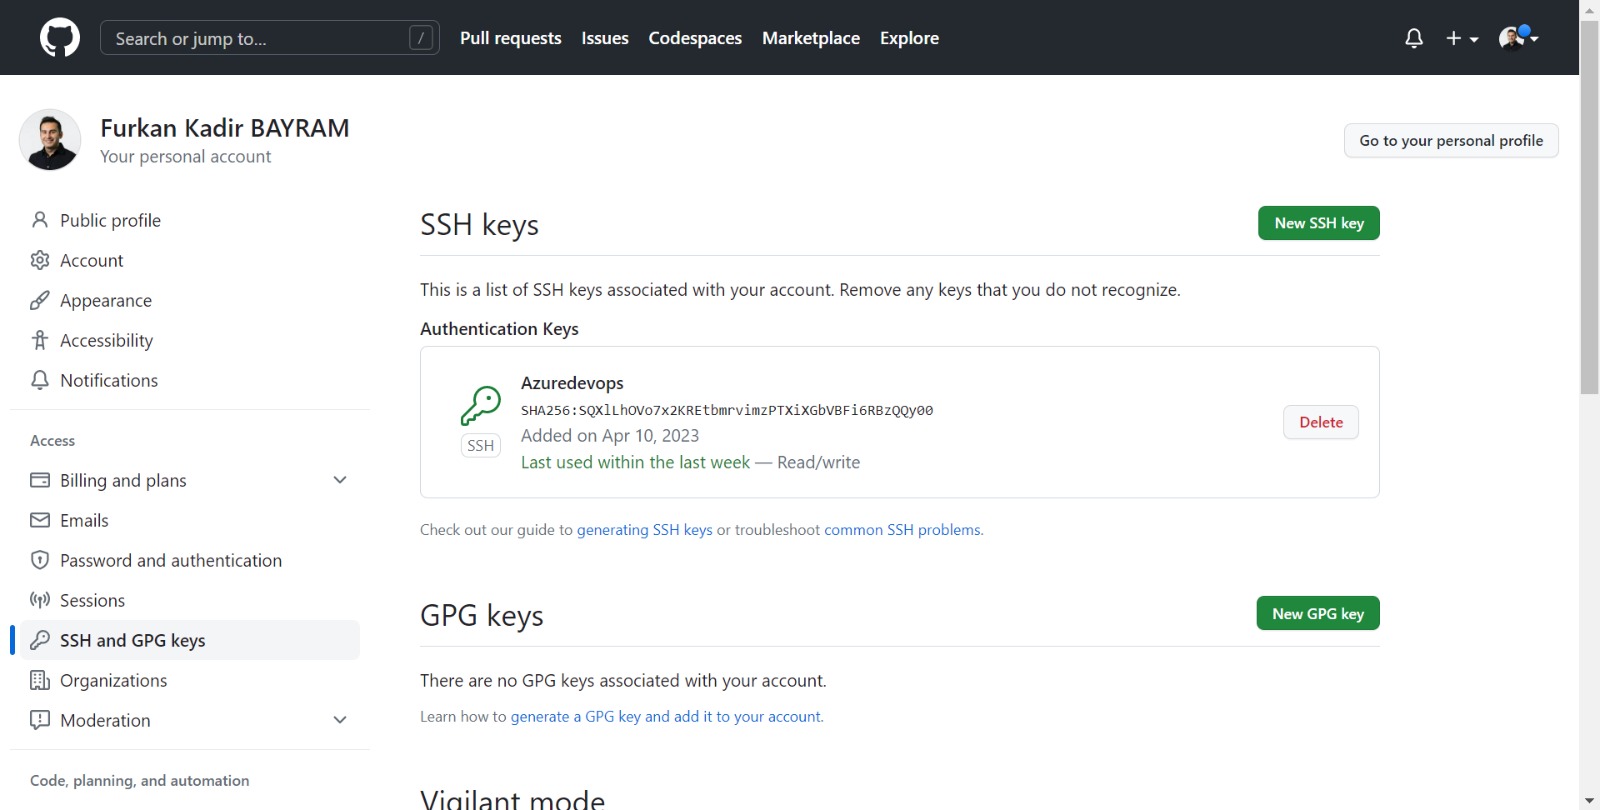 Search or jump to...
/
Pull requests
Issues
Codespaces
Marketplace
Explore
Furkan Kadir BAYRAM
Your personal account
Go to your personal profile
Public profile
Account
Appearance
Accessibility
Notifications
Access
Billing and plans
Emails
Password and authentication
Sessions
SSH and GPG keys
Organizations
Moderation
Code, planning, and automation
SSH keys
New SSH key
This is a list of SSH keys associated with your account. Remove any keys that you do not recognize.
Authentication Keys
SSH
Azuredevops
SHA256:SQXlLhOVo7x2KREtbmrvimzPTXiXGbVBFi6RBzQQy00
Added on Apr 10, 2023
Last used within the last week — Read/write
Delete
Check out our guide to generating SSH keys or troubleshoot common SSH problems.
GPG keys
New GPG key
There are no GPG keys associated with your account.
Learn how to generate a GPG key and add it to your account.
Vigilant mode